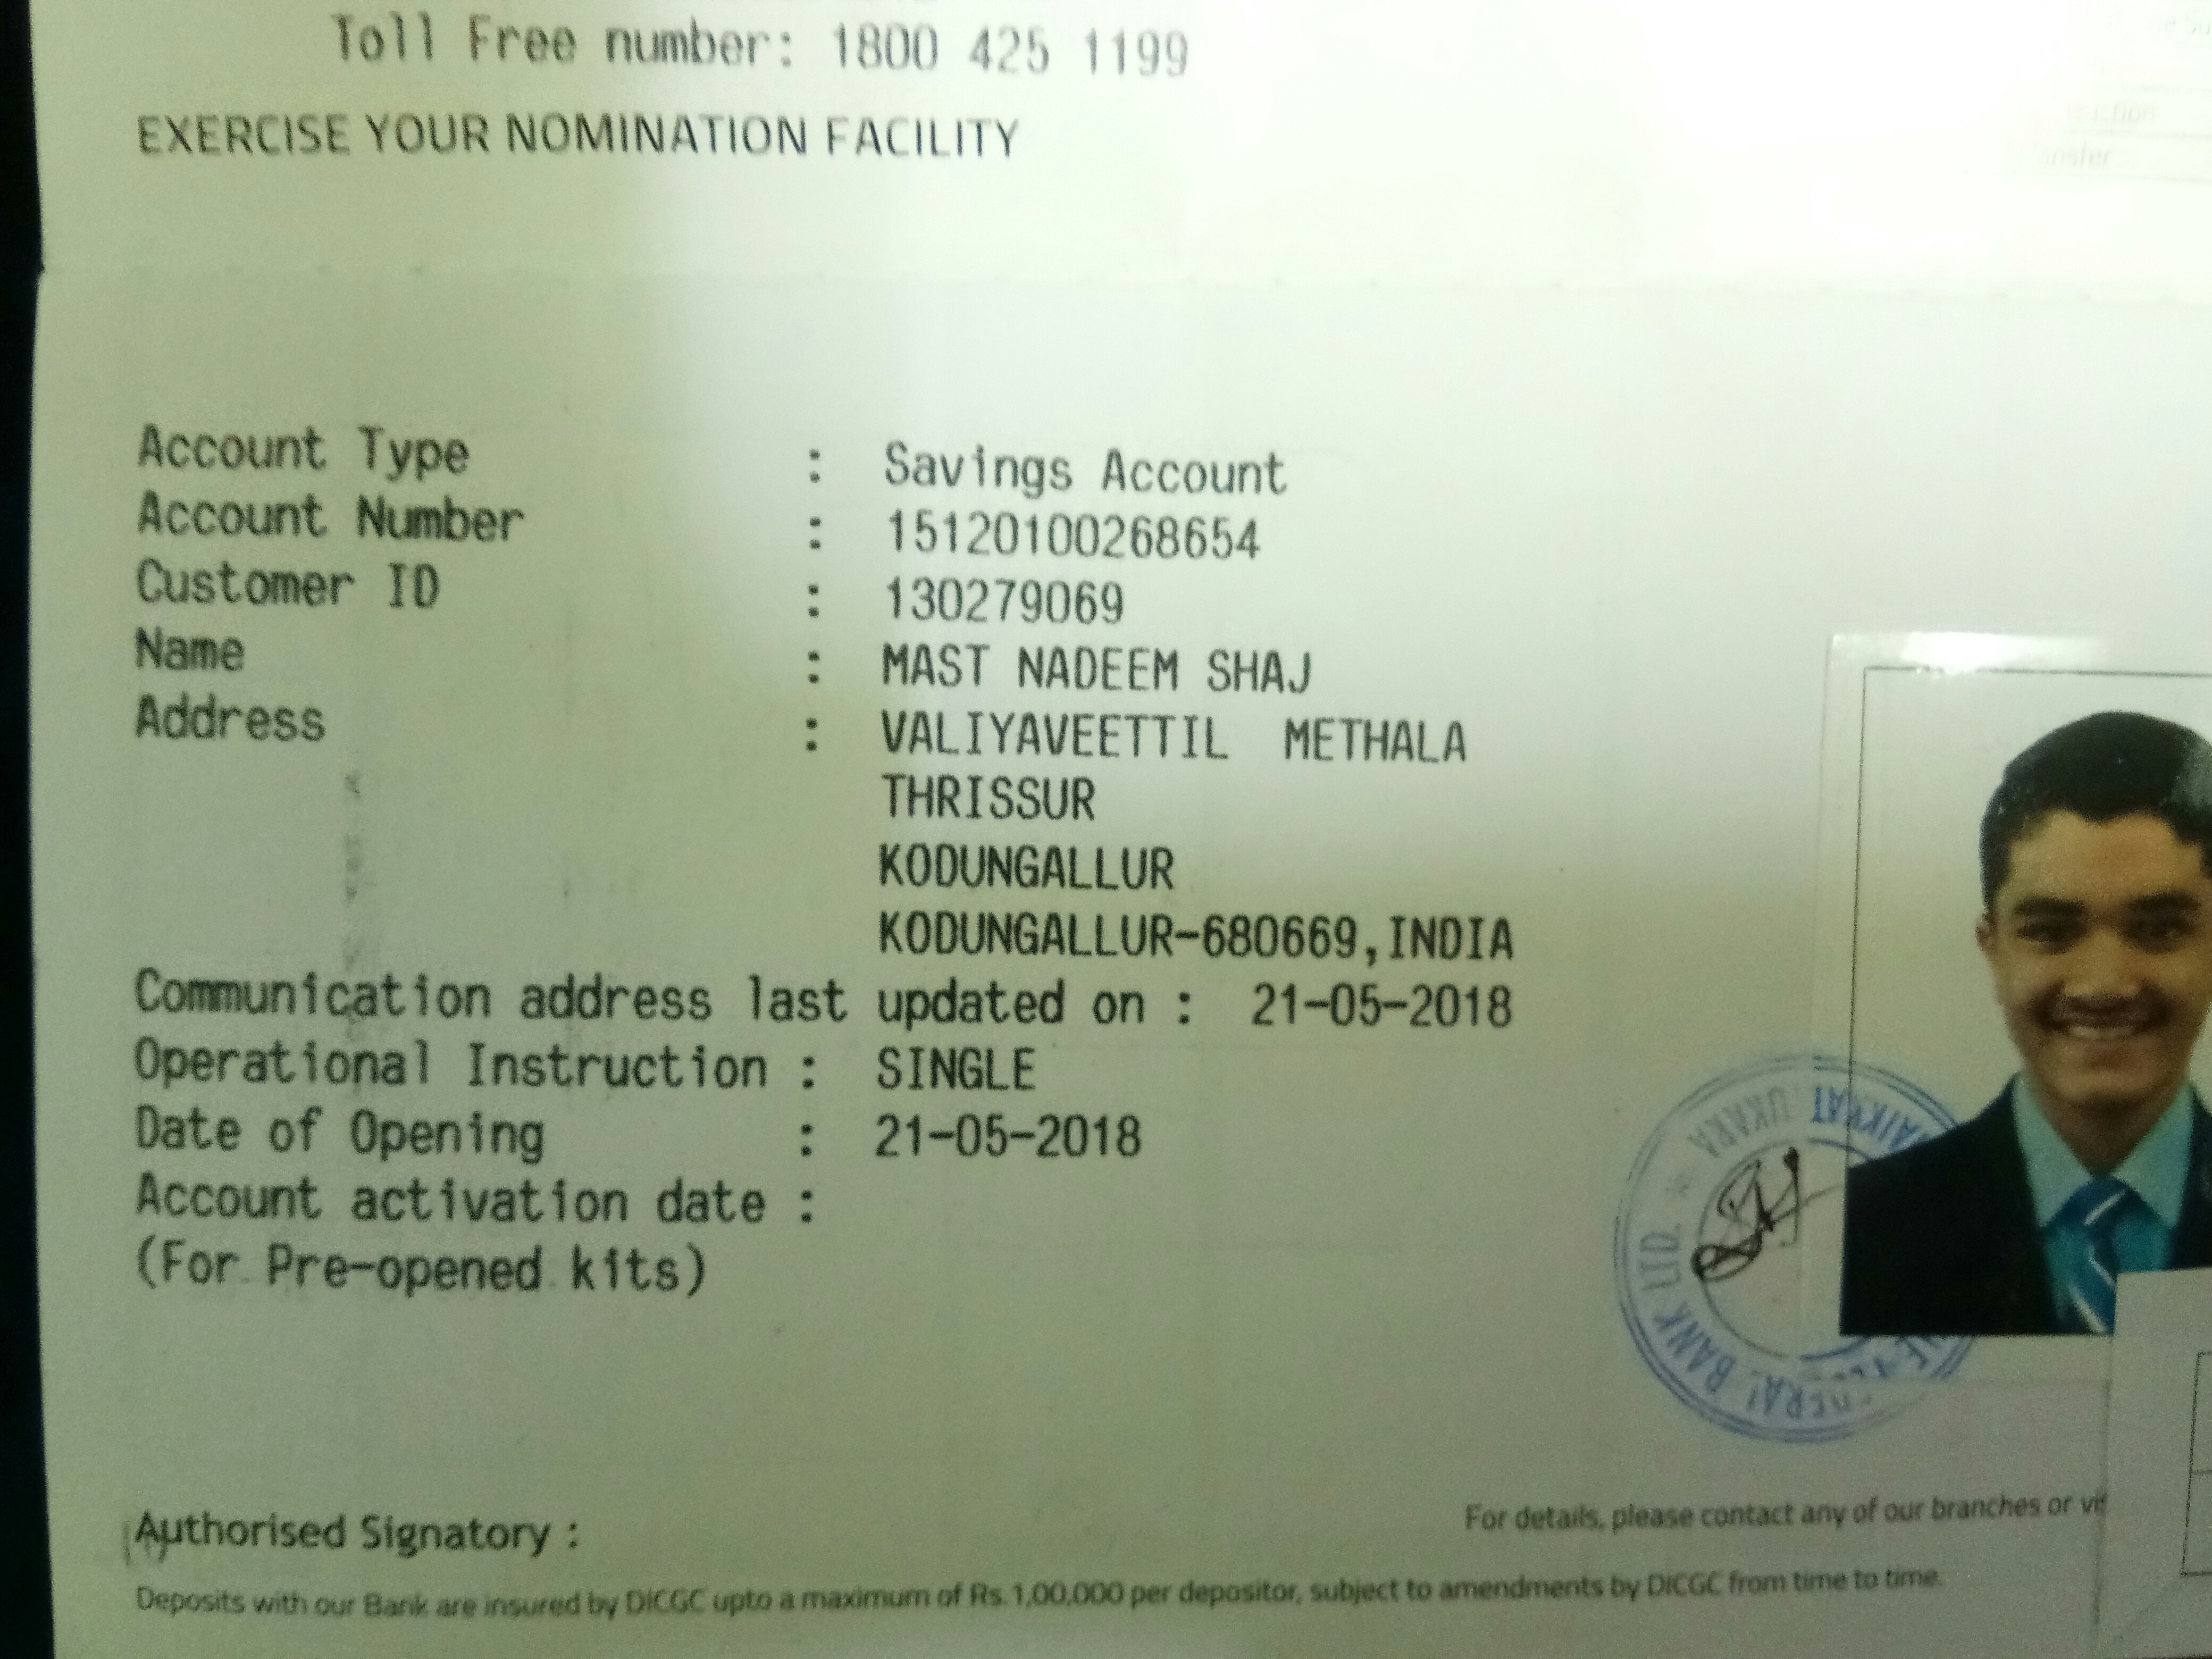 Toll Free number: 1800 425 1199
EXERCISE YOUR NOMINATION FACILITY
Account Type : Savings Account
Account Number : 15120100268654
Customer ID : 130279069
Name : MAST NADEEM SHAJ
Address : VALIYAVEETTIL METHALA
THRISSUR
KODUNGALLUR
KODUNGALLUR-680669,INDIA
Communication address last updated on : 21-05-2018
Operational Instruction : SINGLE
Date of Opening : 21-05-2018
Account activation date :
(For Pre-opened kits)
BANK LTD.
Authorised Signatory :
For details, please contact any of our branches or
Deposits with our Bank are insured by DICGC upto a maximum of Rs.1,00,000 per depositor, subject to amendments by DICGC from time to time.